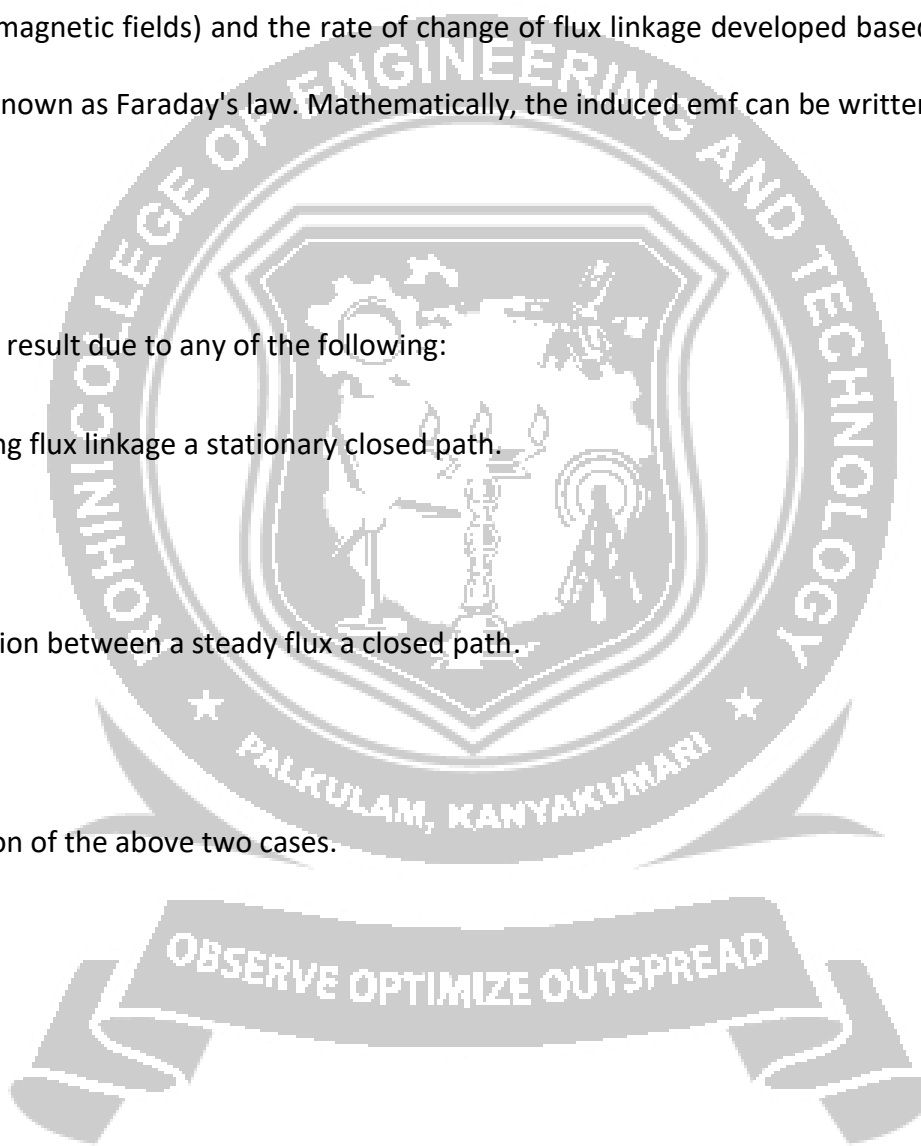 magnetic fields) and the rate of change of flux linkage developed based
nown as Faraday's law. Mathematically, the induced emf can be written
result due to any of the following:
ng flux linkage a stationary closed path.
ion between a steady flux a closed path.
on of the above two cases.
ROHINI COLLEGE OF ENGINEERING AND TECHNOLOGY
PALKULAM, KANYAKUMARI
OBSERVE OPTIMIZE OUTSPREAD